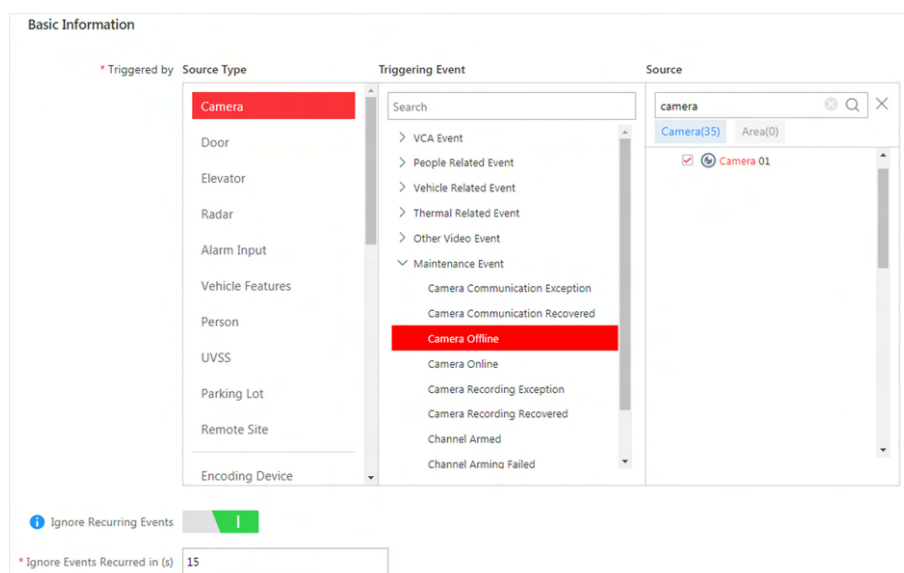 Basic Information
* Triggered by
Source Type
Camera
Door
Elevator
Radar
Alarm Input
Vehicle Features
Person
UVSS
Parking Lot
Remote Site
Encoding Device
Triggering Event
Search
VCA Event
People Related Event
Vehicle Related Event
Thermal Related Event
Other Video Event
Maintenance Event
Camera Communication Exception
Camera Communication Recovered
Camera Offline
Camera Online
Camera Recording Exception
Camera Recording Recovered
Channel Armed
Channel Arming Failed
Source
camera
Camera(35) Area(0)
Camera 01
Ignore Recurring Events
* Ignore Events Recurred in (s) 15